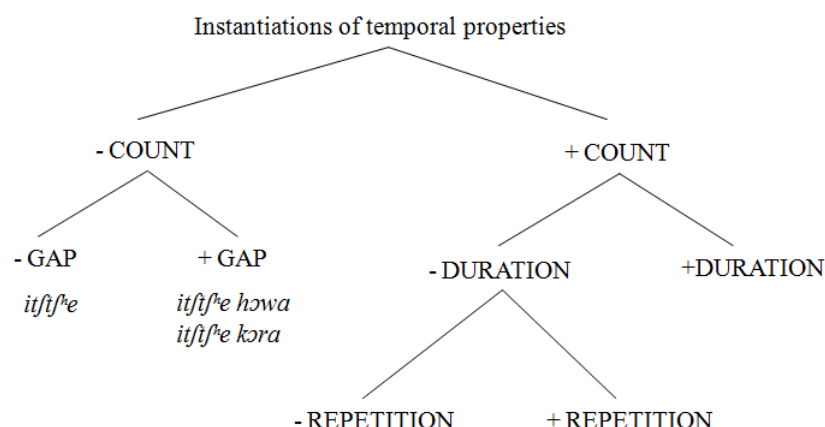 Instantiations of temporal properties
- COUNT
+ COUNT
- GAP
+ GAP
- DURATION
+DURATION
itʃtʃʰe
itʃtʃʰe hɔwa
itʃtʃʰe kɔra
- REPETITION
+ REPETITION